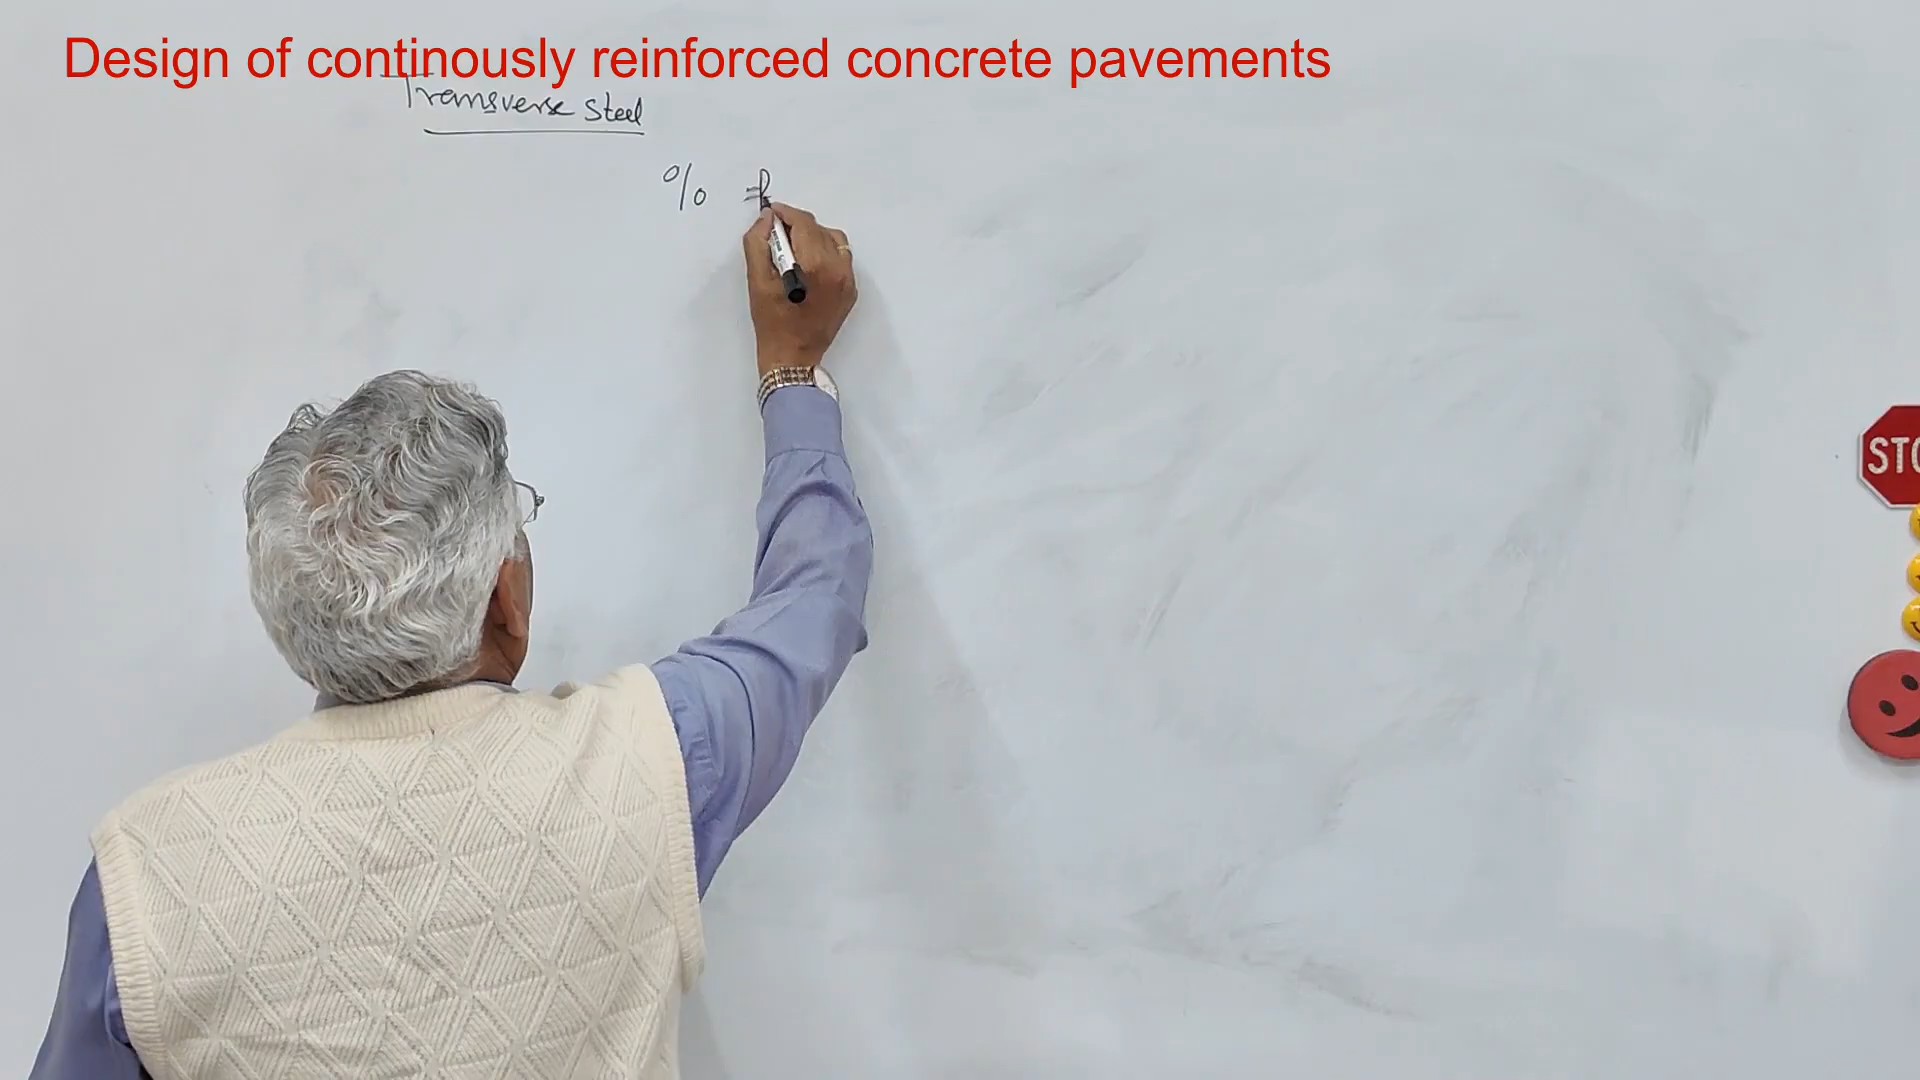 Design of continously reinforced concrete pavements
Transverse Steel
% =
STO